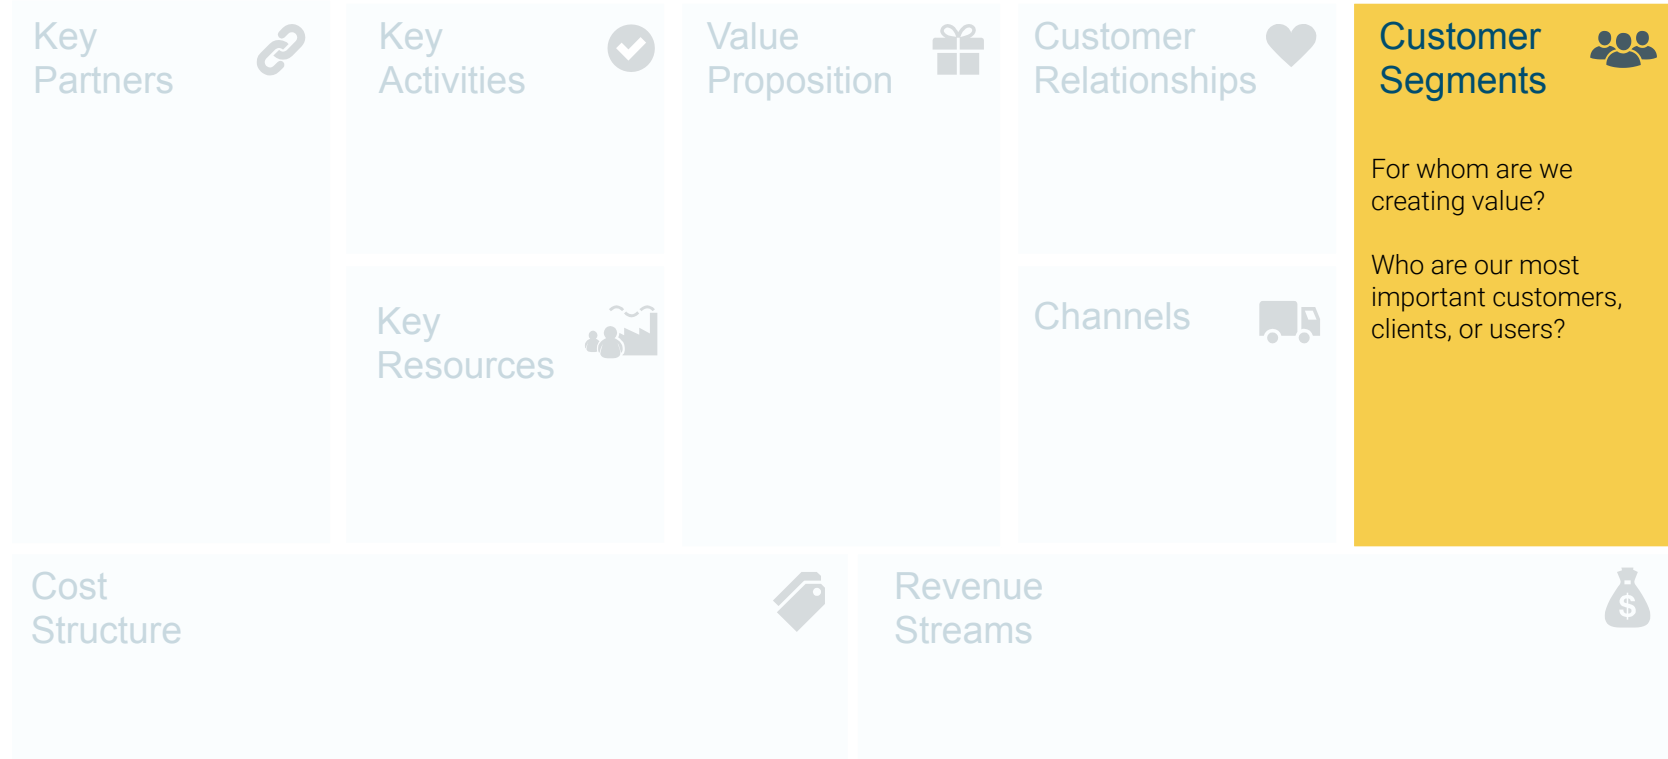 Key
Partners
Key
Activities
Value
Proposition
Customer
Relationships
Customer
Segments
For whom are we
creating value?
Who are our most
important customers,
clients, or users?
Key
Resources
Channels
Cost
Structure
Revenue
Streams
$